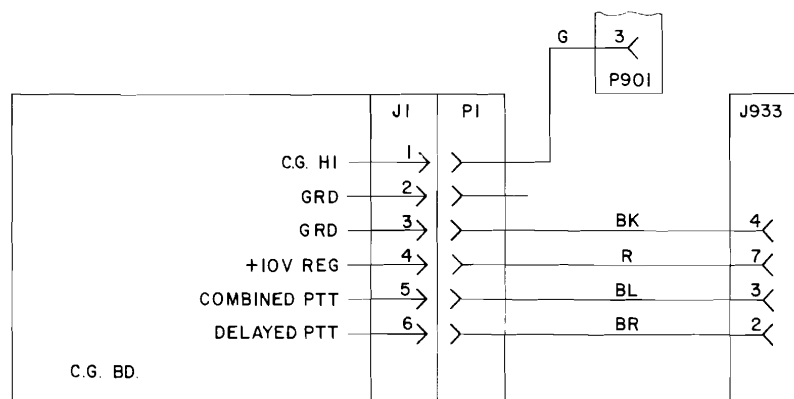 G 3
P901
J1 P1 J933
C.G. HI 1
GRD 2
GRD 3 BK 4
+10V REG 4 R 7
COMBINED PTT 5 BL 3
DELAYED PTT 6 BR 2
C.G. BD.